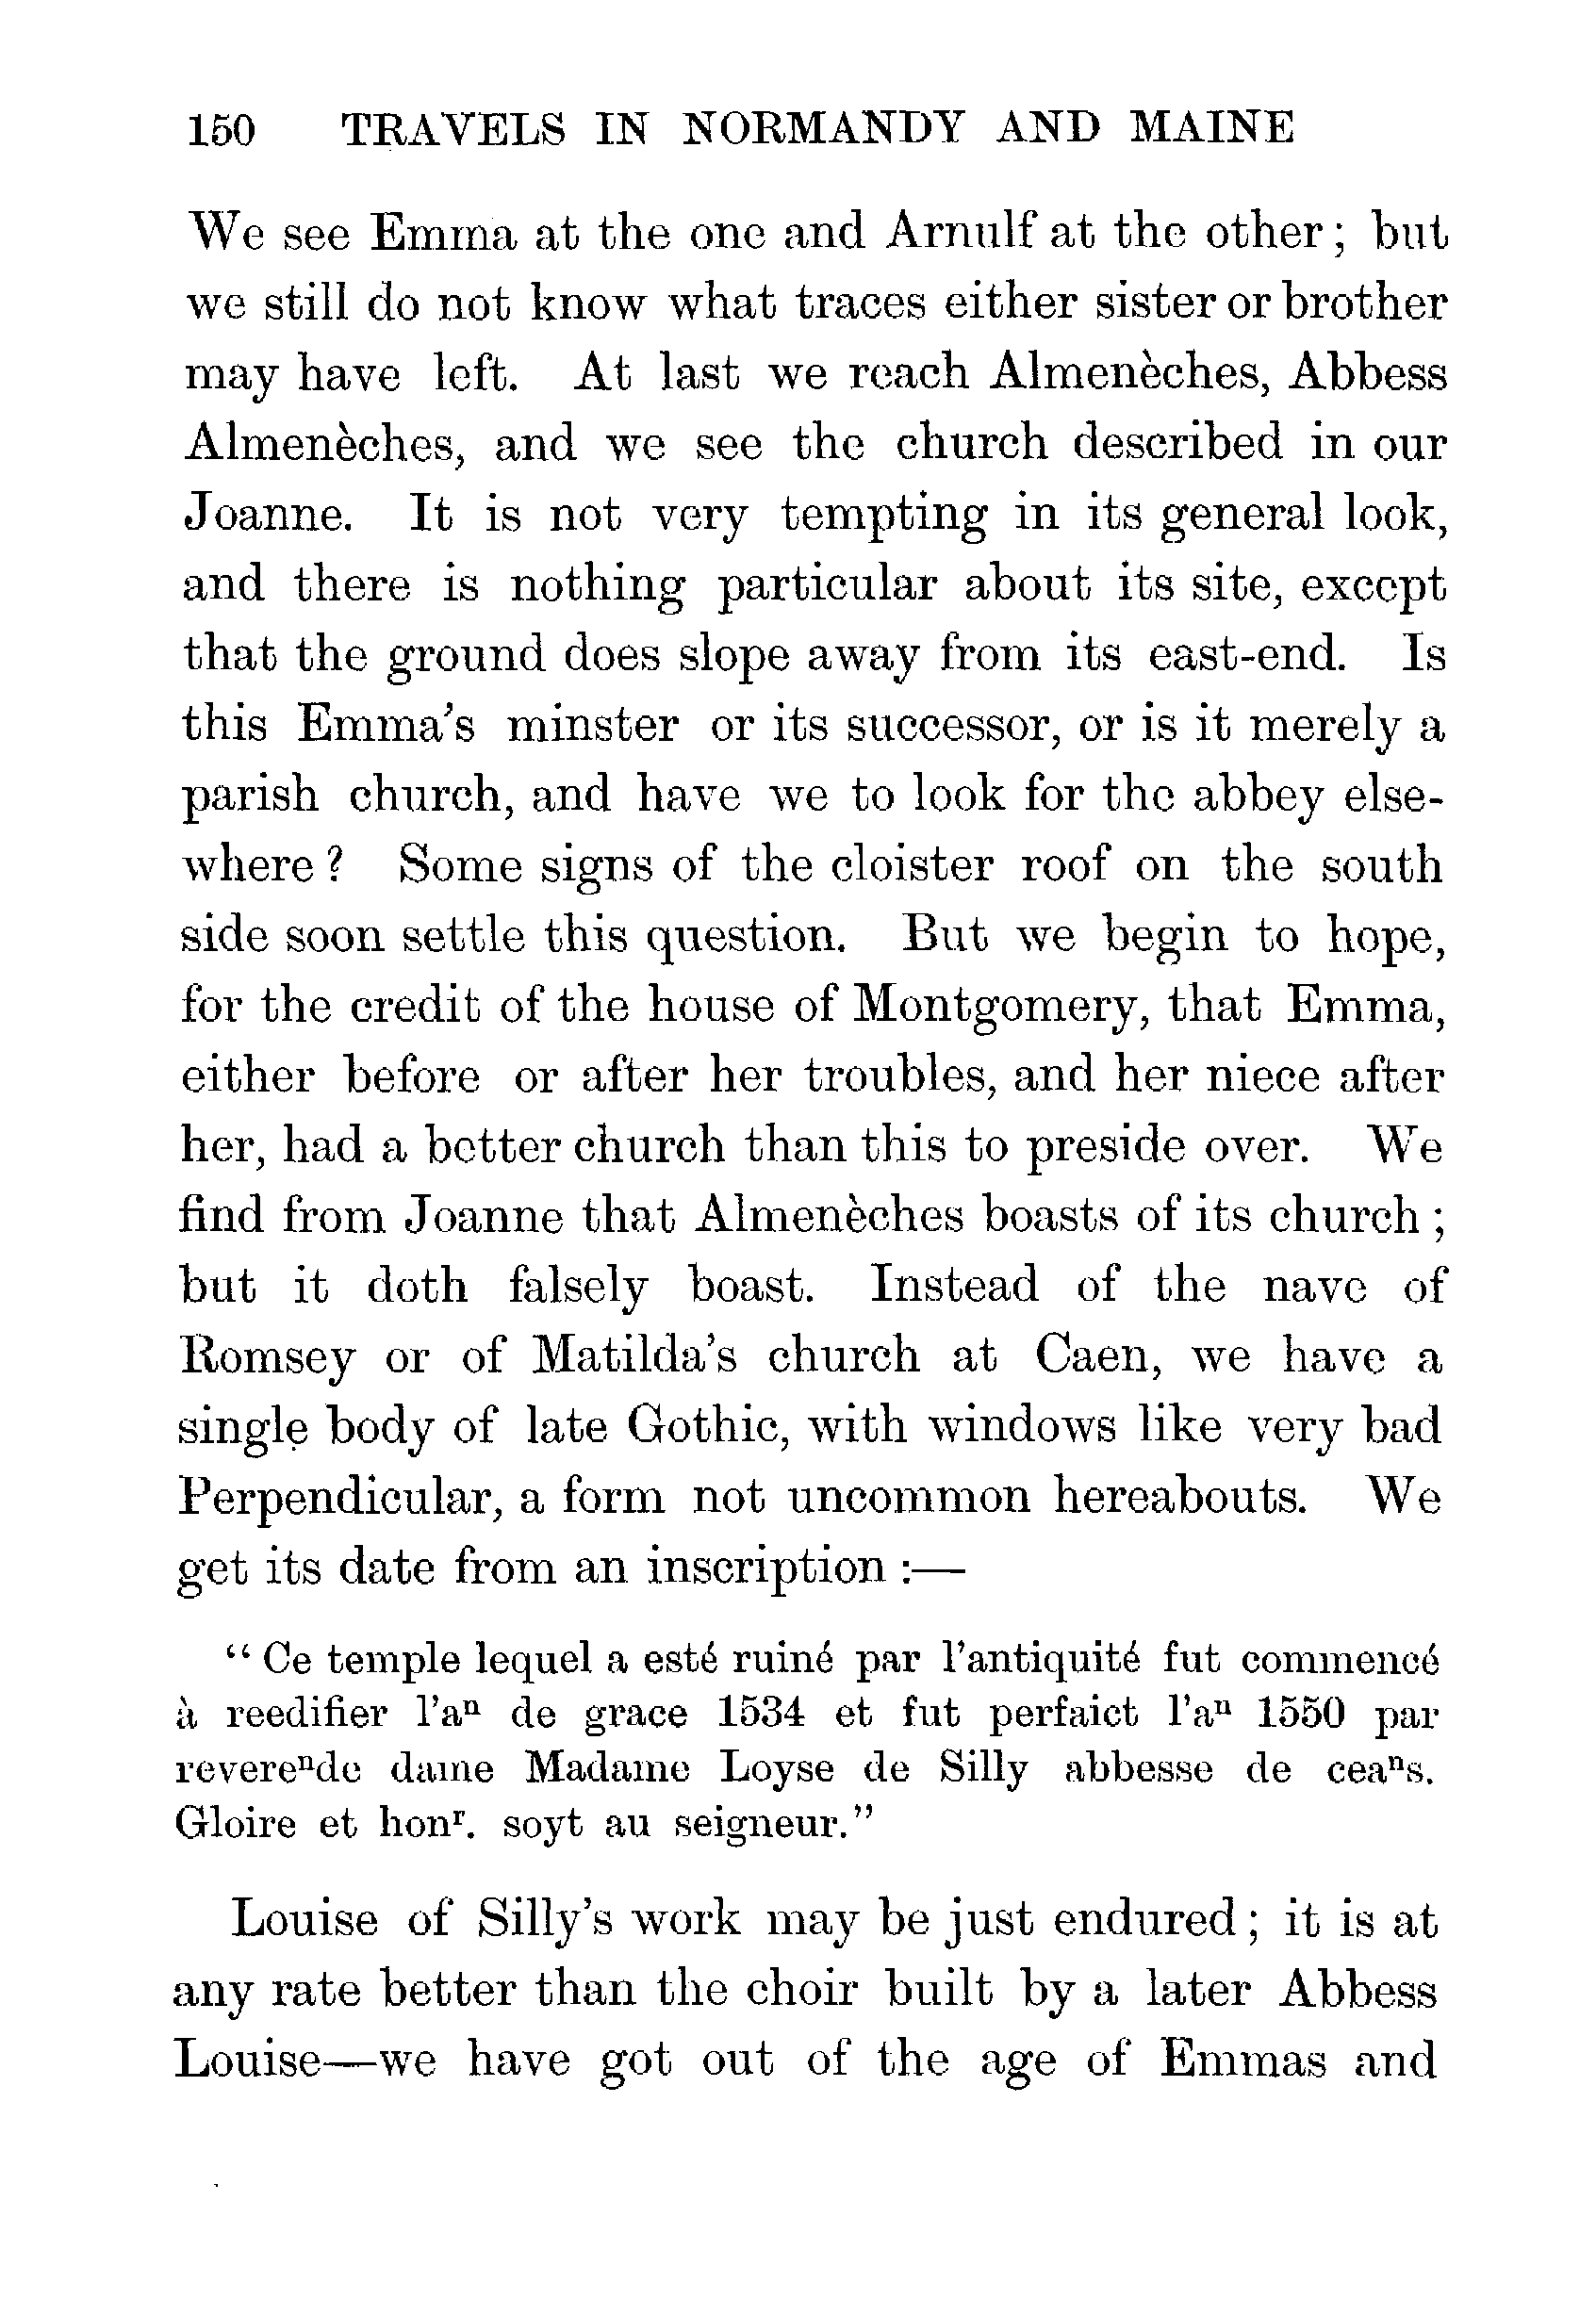 150 TRAVELS IN NORMANDY AND MAINE
We see Emma at the one and Arnulf at the other; but
we still do not know what traces either sister or brother
may have left. At last we reach Almenèches, Abbess
Almenèches, and we see the church described in our
Joanne. It is not very tempting in its general look,
and there is nothing particular about its site, except
that the ground does slope away from its east-end. Is
this Emma's minster or its successor, or is it merely a
parish church, and have we to look for the abbey else-
where? Some signs of the cloister roof on the south
side soon settle this question. But we begin to hope,
for the credit of the house of Montgomery, that Emma,
either before or after her troubles, and her niece after
her, had a better church than this to preside over. We
find from Joanne that Almenèches boasts of its church;
but it doth falsely boast. Instead of the nave of
Romsey or of Matilda's church at Caen, we have a
single body of late Gothic, with windows like very bad
Perpendicular, a form not uncommon hereabouts. We
get its date from an inscription:—
"Ce temple lequel a esté ruiné par l'antiquité fut commencé
à reedifier l'aⁿ de grace 1534 et fut perfaict l'aⁿ 1550 par
revereⁿde dame Madame Loyse de Silly abbesse de ceaⁿs.
Gloire et honʳ. soyt au seigneur."
Louise of Silly's work may be just endured; it is at
any rate better than the choir built by a later Abbess
Louise—we have got out of the age of Emmas and